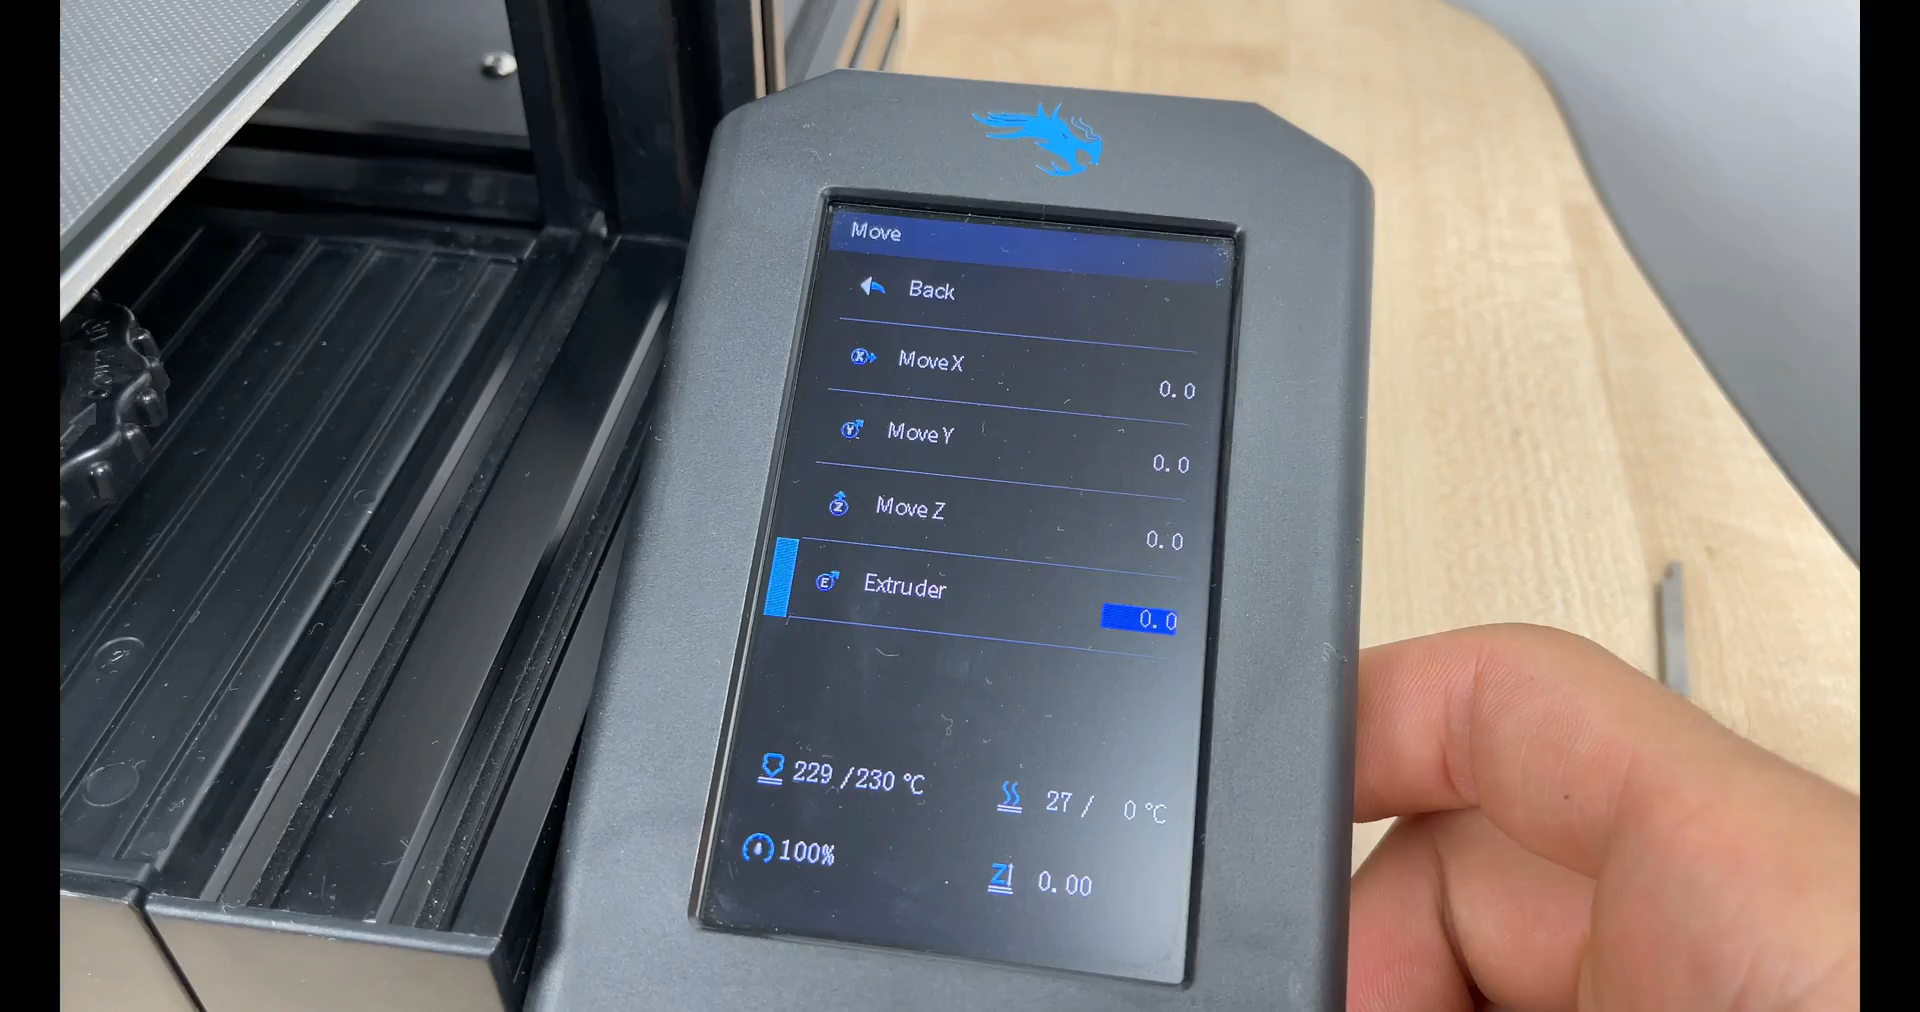 Move
Back
Move X
0.0
Move Y
0.0
Move Z
0.0
Extruder
0.0
229 /230 °C
27 / 0 °C
100%
Z 0.00